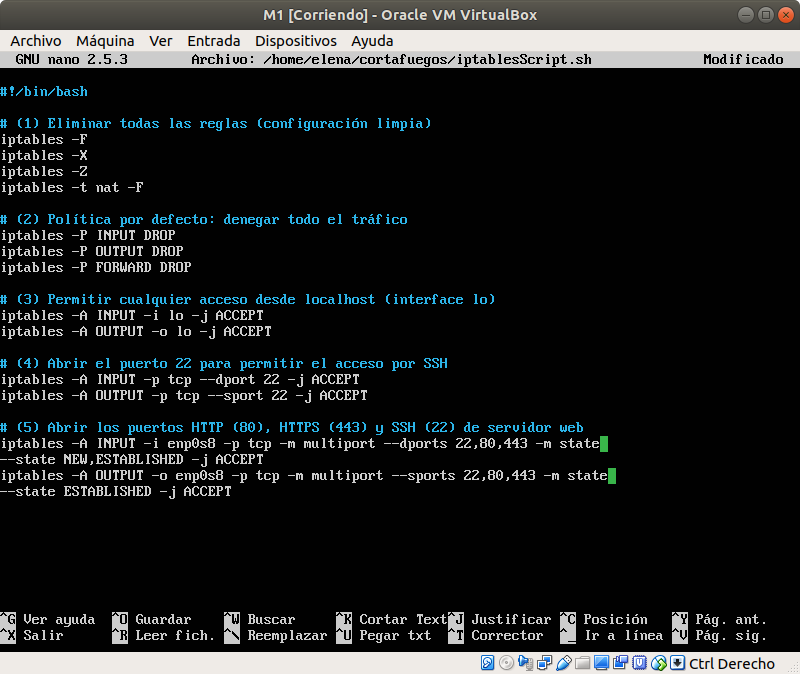 M1 [Corriendo] - Oracle VM VirtualBox
Archivo Máquina Ver Entrada Dispositivos Ayuda
GNU nano 2.5.3 Archivo: /home/elena/cortafuegos/iptablesScript.sh Modificado
#!/bin/bash
# (1) Eliminar todas las reglas (configuración limpia)
iptables -F
iptables -X
iptables -Z
iptables -t nat -F
# (2) Política por defecto: denegar todo el tráfico
iptables -P INPUT DROP
iptables -P OUTPUT DROP
iptables -P FORWARD DROP
# (3) Permitir cualquier acceso desde localhost (interface lo)
iptables -A INPUT -i lo -j ACCEPT
iptables -A OUTPUT -o lo -j ACCEPT
# (4) Abrir el puerto 22 para permitir el acceso por SSH
iptables -A INPUT -p tcp --dport 22 -j ACCEPT
iptables -A OUTPUT -p tcp --sport 22 -j ACCEPT
# (5) Abrir los puertos HTTP (80), HTTPS (443) y SSH (22) de servidor web
iptables -A INPUT -i enp0s8 -p tcp -m multiport --dports 22,80,443 -m state
--state NEW,ESTABLISHED -j ACCEPT
iptables -A OUTPUT -o enp0s8 -p tcp -m multiport --sports 22,80,443 -m state
--state ESTABLISHED -j ACCEPT
^G Ver ayuda ^O Guardar ^W Buscar ^K Cortar Text ^J Justificar ^C Posición ^Y Pág. ant.
^X Salir ^R Leer fich. ^\ Reemplazar ^U Pegar txt ^T Corrector ^_ Ir a línea ^V Pág. sig.
Ctrl Derecho